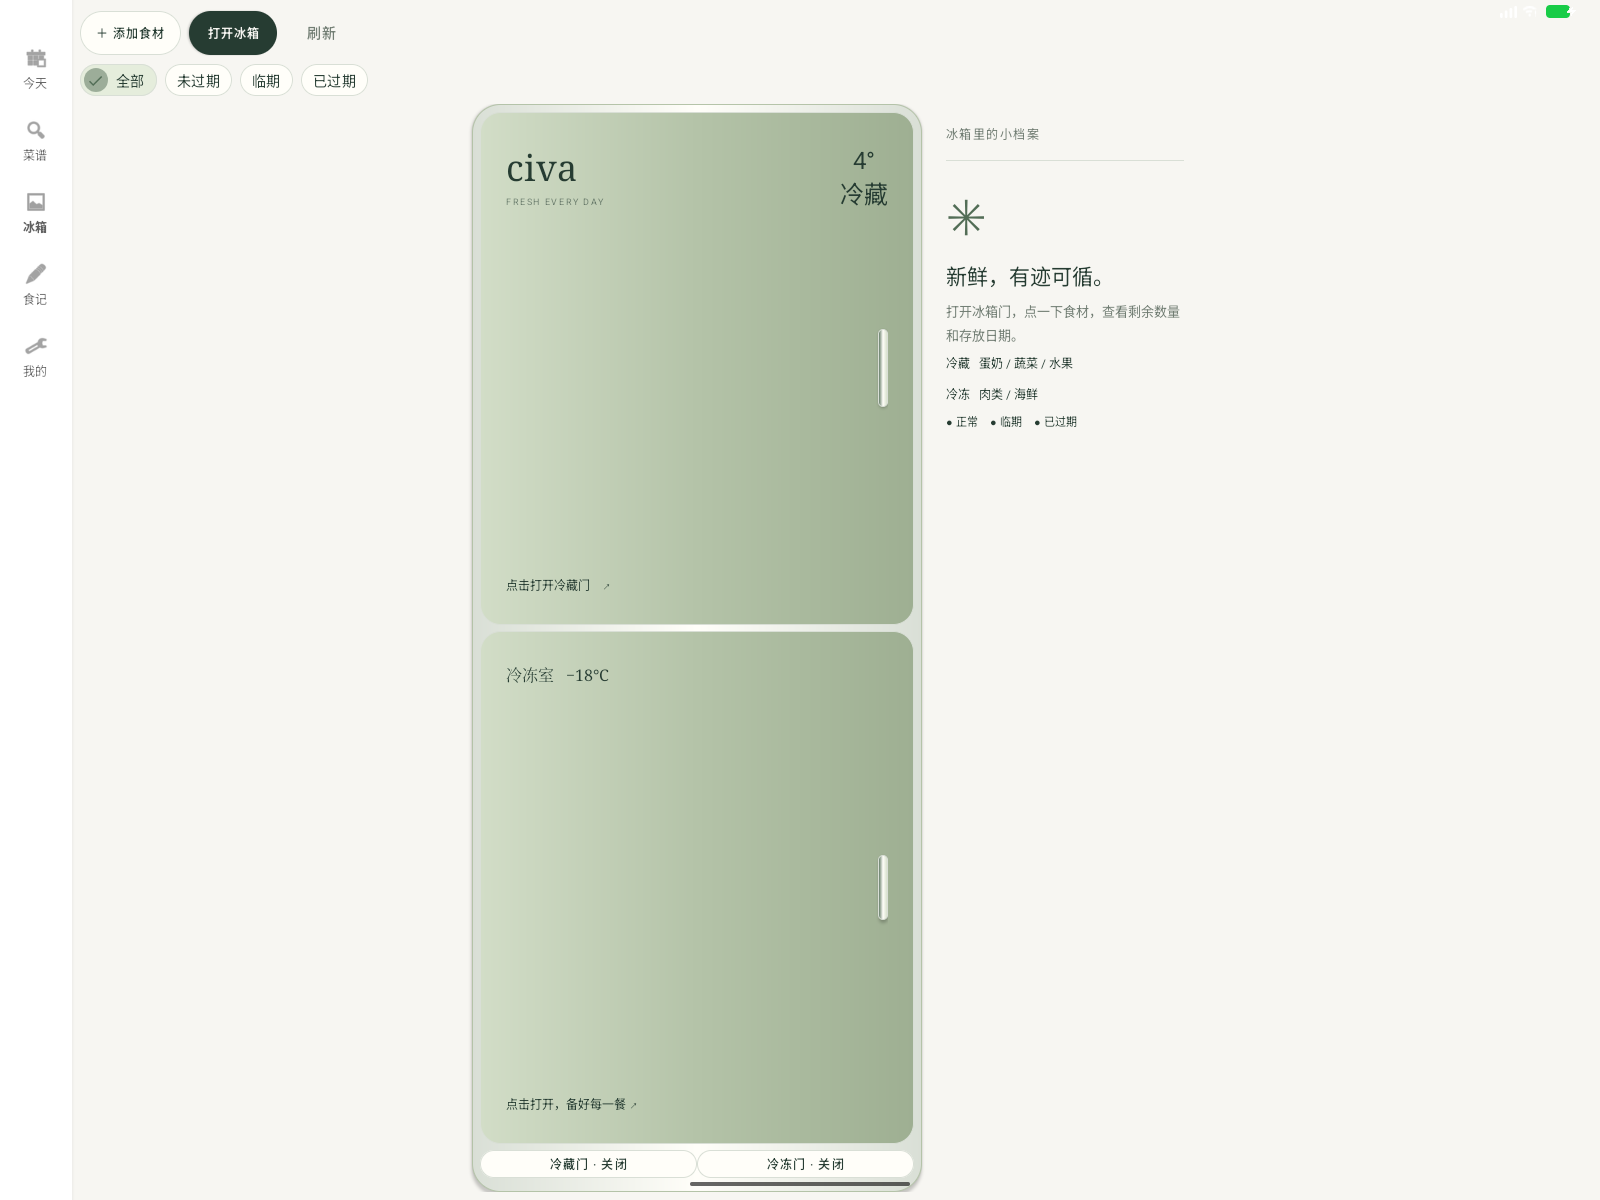 + 添加食材
打开冰箱
刷新
全部
未过期
临期
已过期
今天
菜谱
冰箱
食记
我的
civa
FRESH EVERY DAY
4°
冷藏
点击打开冷藏门 ↗
冷冻室 −18°C
点击打开，备好每一餐 ↗
冷藏门 · 关闭
冷冻门 · 关闭
冰箱里的小档案
新鲜，有迹可循。
打开冰箱门，点一下食材，查看剩余数量
和存放日期。
冷藏 蛋奶 / 蔬菜 / 水果
冷冻 肉类 / 海鲜
● 正常 ● 临期 ● 已过期